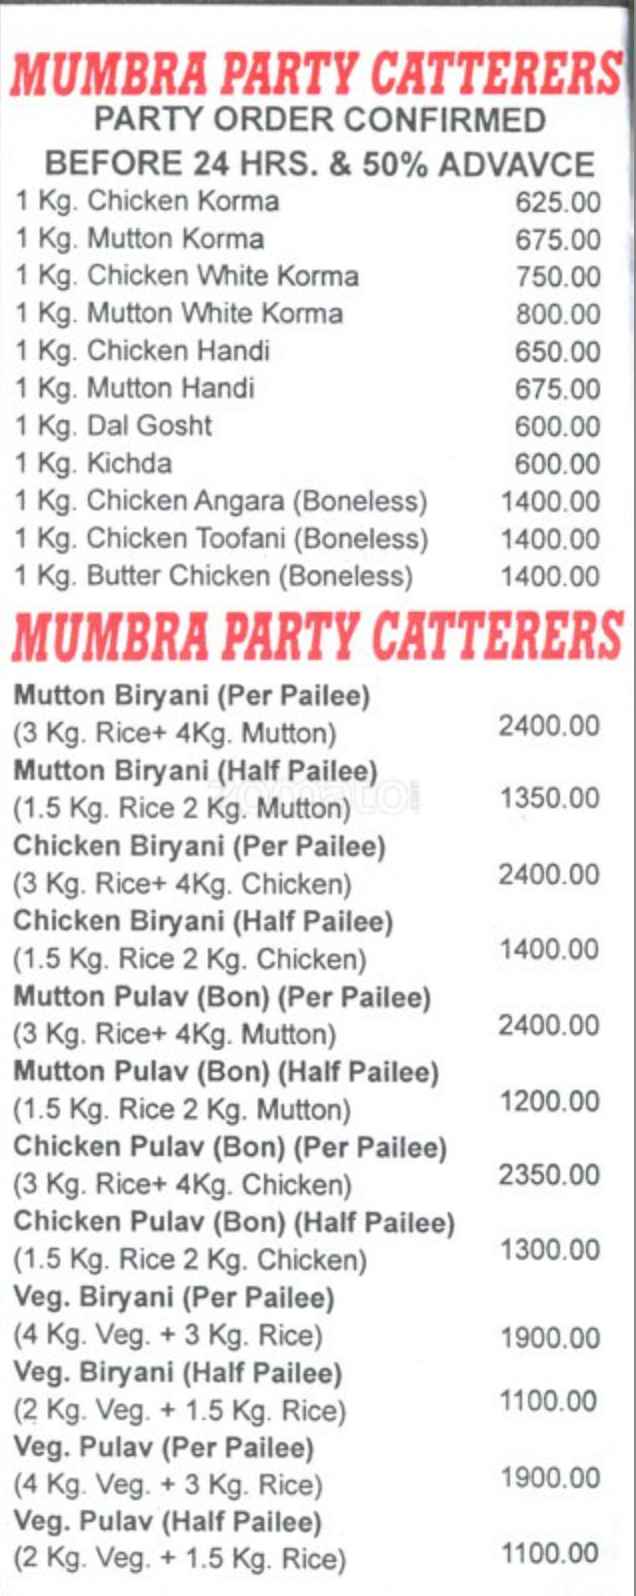 MUMBRA PARTY CATTERERS
PARTY ORDER CONFIRMED
BEFORE 24 HRS. & 50% ADVAVCE
1 Kg. Chicken Korma 625.00
1 Kg. Mutton Korma 675.00
1 Kg. Chicken White Korma 750.00
1 Kg. Mutton White Korma 800.00
1 Kg. Chicken Handi 650.00
1 Kg. Mutton Handi 675.00
1 Kg. Dal Gosht 600.00
1 Kg. Kichda 600.00
1 Kg. Chicken Angara (Boneless) 1400.00
1 Kg. Chicken Toofani (Boneless) 1400.00
1 Kg. Butter Chicken (Boneless) 1400.00
MUMBRA PARTY CATTERERS
Mutton Biryani (Per Pailee)
(3 Kg. Rice+ 4Kg. Mutton) 2400.00
Mutton Biryani (Half Pailee)
zomato.com
(1.5 Kg. Rice 2 Kg. Mutton) 1350.00
Chicken Biryani (Per Pailee)
(3 Kg. Rice+ 4Kg. Chicken) 2400.00
Chicken Biryani (Half Pailee)
(1.5 Kg. Rice 2 Kg. Chicken) 1400.00
Mutton Pulav (Bon) (Per Pailee)
(3 Kg. Rice+ 4Kg. Mutton) 2400.00
Mutton Pulav (Bon) (Half Pailee)
(1.5 Kg. Rice 2 Kg. Mutton) 1200.00
Chicken Pulav (Bon) (Per Pailee)
(3 Kg. Rice+ 4Kg. Chicken) 2350.00
Chicken Pulav (Bon) (Half Pailee)
(1.5 Kg. Rice 2 Kg. Chicken) 1300.00
Veg. Biryani (Per Pailee)
(4 Kg. Veg. + 3 Kg. Rice) 1900.00
Veg. Biryani (Half Pailee)
(2 Kg. Veg. + 1.5 Kg. Rice) 1100.00
Veg. Pulav (Per Pailee)
(4 Kg. Veg. + 3 Kg. Rice) 1900.00
Veg. Pulav (Half Pailee)
(2 Kg. Veg. + 1.5 Kg. Rice) 1100.00